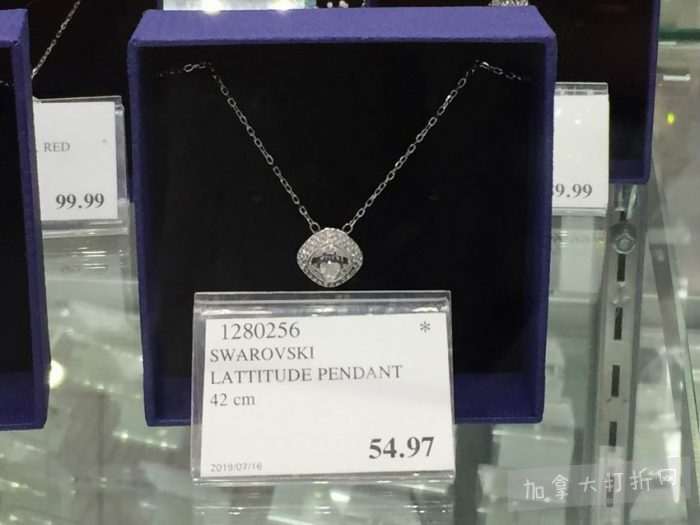 RED
99.99
9.99
1280256 *
SWAROVSKI
LATTITUDE PENDANT
42 cm
54.97
2019/07/16
加拿大打折网